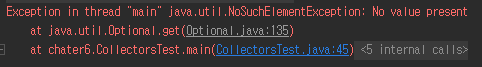 Exception in thread "main" java.util.NoSuchElementException: No value present
at java.util.Optional.get(Optional.java:135)
at chater6.CollectorsTest.main(CollectorsTest.java:45) <5 internal calls>